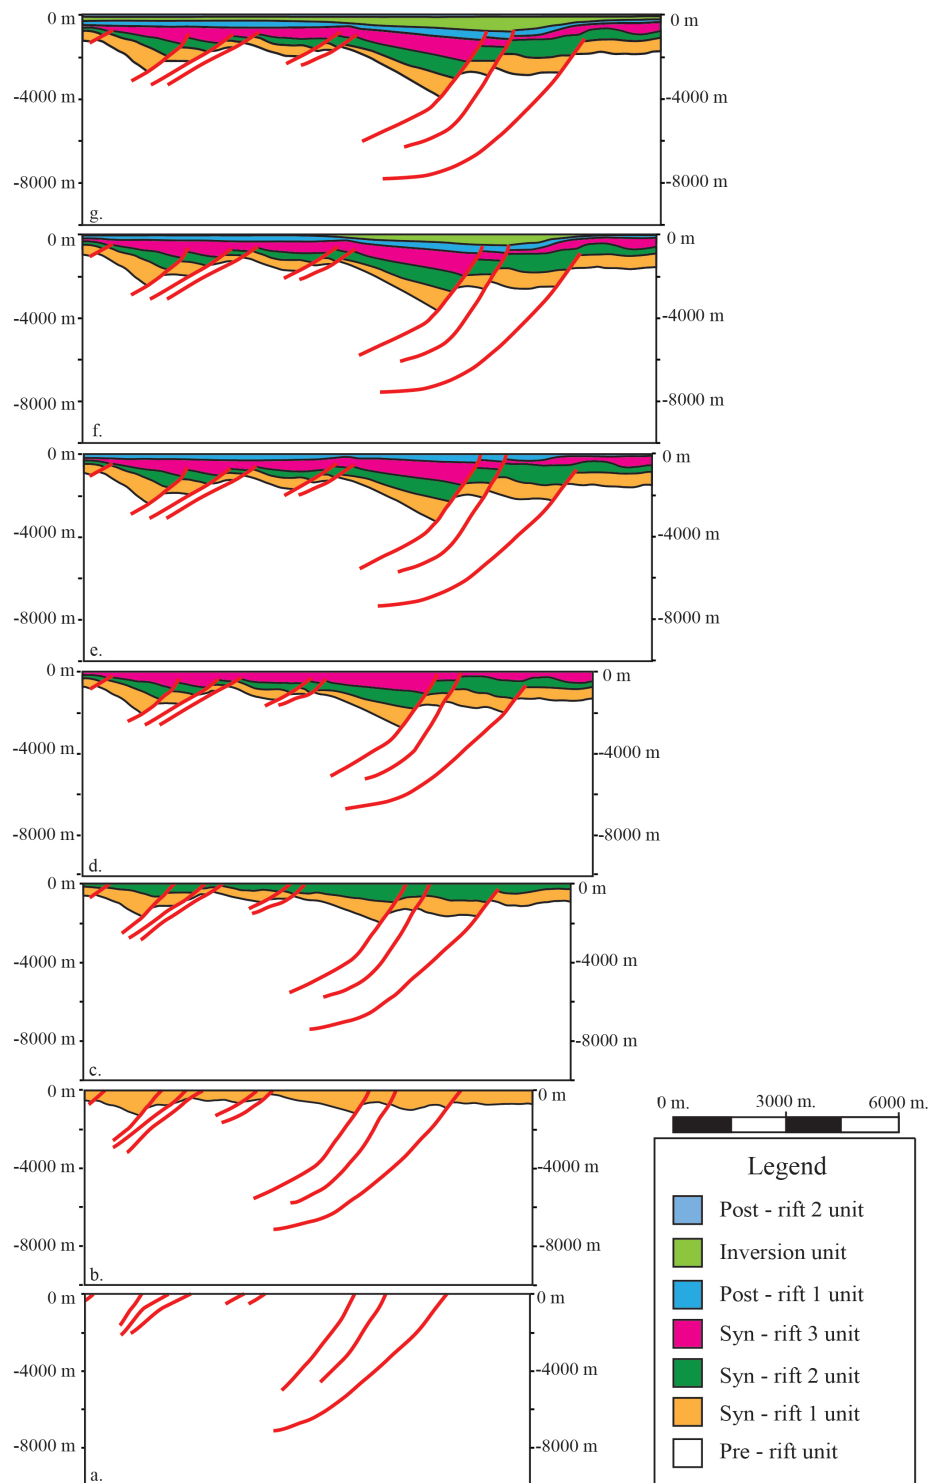 0 m
0 m
-4000 m
-4000 m
-8000 m
-8000 m
g.
0 m
0 m
-4000 m
-4000 m
-8000 m
-8000 m
f.
0 m
0 m
-4000 m
-4000 m
-8000 m
-8000 m
e.
0 m
0 m
-4000 m
-4000 m
-8000 m
-8000 m
d.
0 m
0 m
-4000 m
-4000 m
-8000 m
-8000 m
c.
0 m
0 m
-4000 m
-4000 m
-8000 m
-8000 m
b.
0 m
0 m
-4000 m
-4000 m
-8000 m
-8000 m
a.
0 m. 3000 m 6000 m.
Legend
Post - rift 2 unit
Inversion unit
Post - rift 1 unit
Syn - rift 3 unit
Syn - rift 2 unit
Syn - rift 1 unit
Pre - rift unit